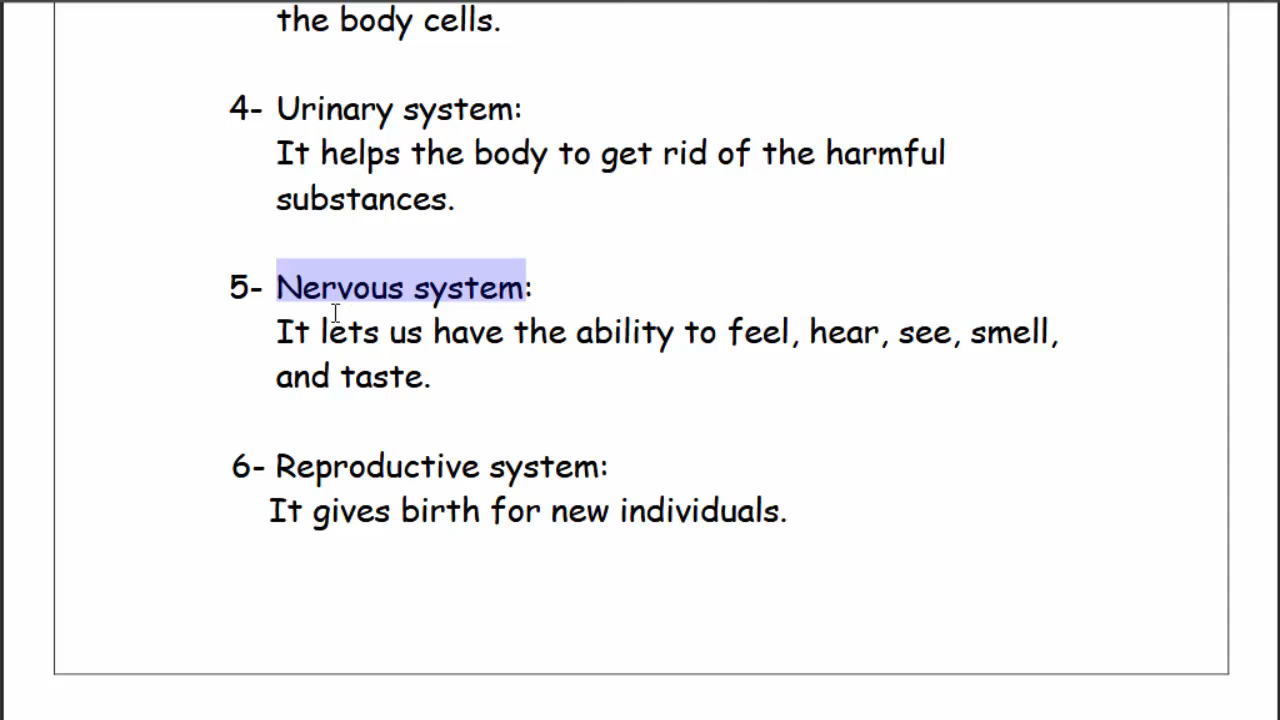 the body cells.
4- Urinary system:
It helps the body to get rid of the harmful
substances.
5- Nervous system:
It lets us have the ability to feel, hear, see, smell,
and taste.
6- Reproductive system:
It gives birth for new individuals.